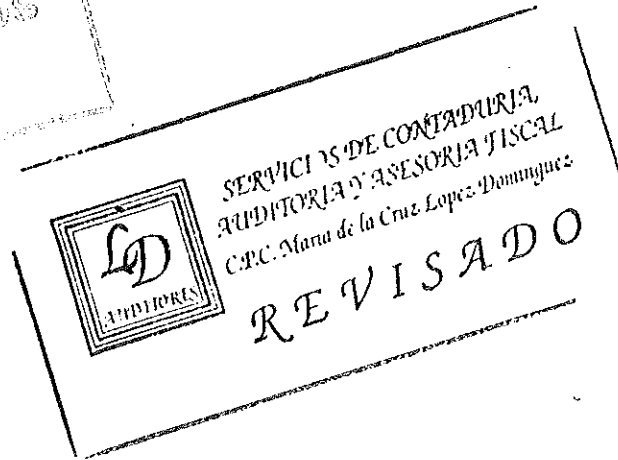 LD
AUDITORES
SERVICIOS DE CONTADURIA,
AUDITORIA Y ASESORIA FISCAL
C.P.C. Maria de la Cruz Lopez Dominguez
REVISADO